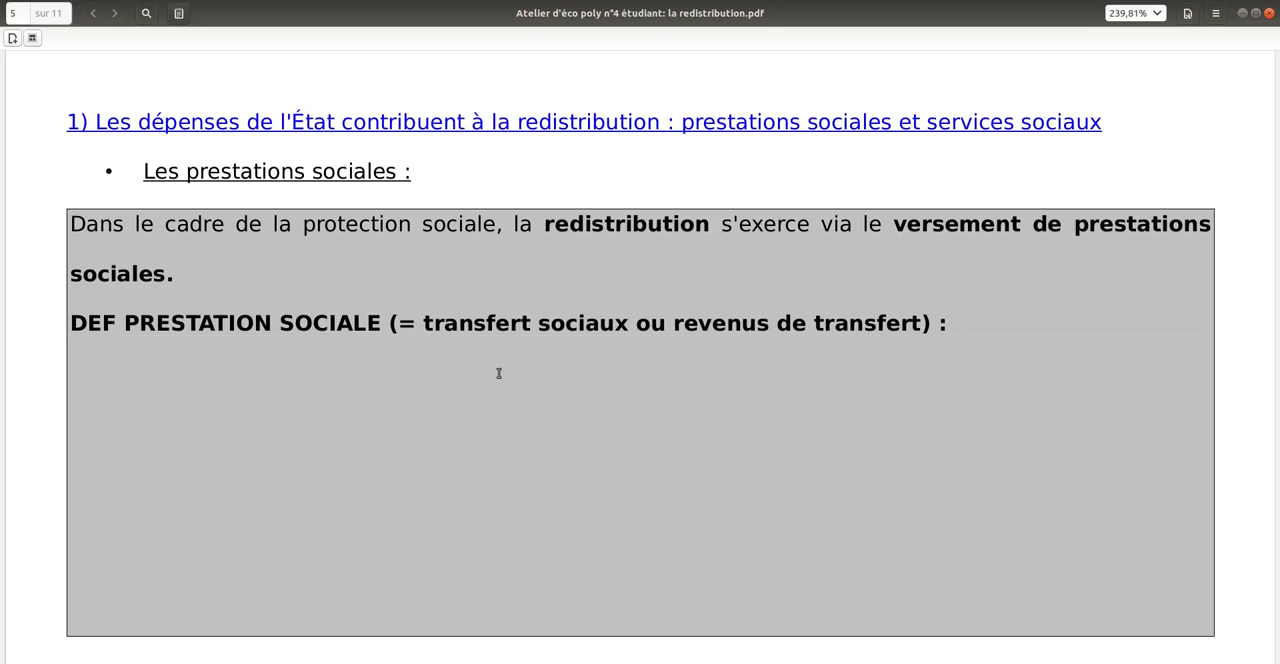 5 sur 11
Atelier d'éco poly n°4 étudiant: la redistribution.pdf
239,81%
1) Les dépenses de l'État contribuent à la redistribution : prestations sociales et services sociaux
• Les prestations sociales :
Dans le cadre de la protection sociale, la redistribution s'exerce via le versement de prestations
sociales.
DEF PRESTATION SOCIALE (= transfert sociaux ou revenus de transfert) :